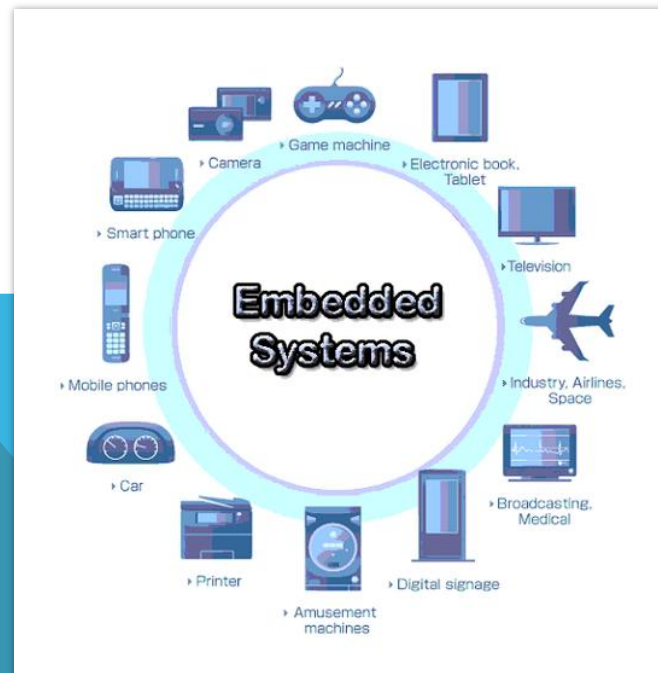 Game machine
Camera
Electronic book,
Tablet
Smart phone
Television
Embedded
Systems
Mobile phones
Industry, Airlines,
Space
Car
Broadcasting,
Medical
Printer
Digital signage
Amusement
machines